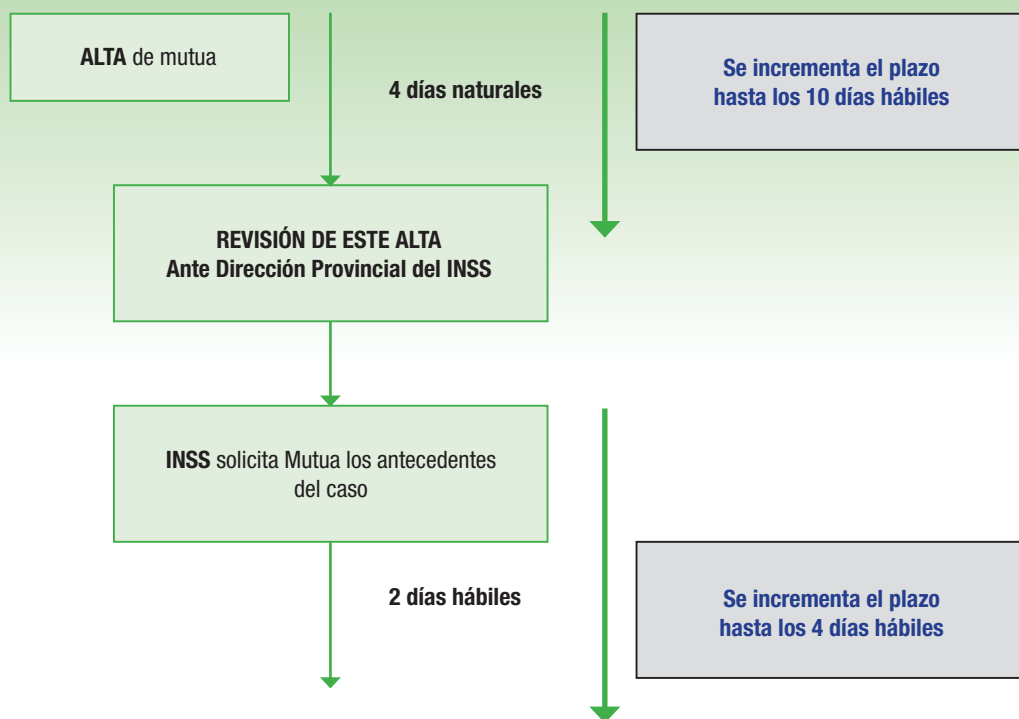 ALTA de mutua
4 días naturales
Se incrementa el plazo
hasta los 10 días hábiles
REVISIÓN DE ESTE ALTA
Ante Dirección Provincial del INSS
INSS solicita Mutua los antecedentes
del caso
2 días hábiles
Se incrementa el plazo
hasta los 4 días hábiles